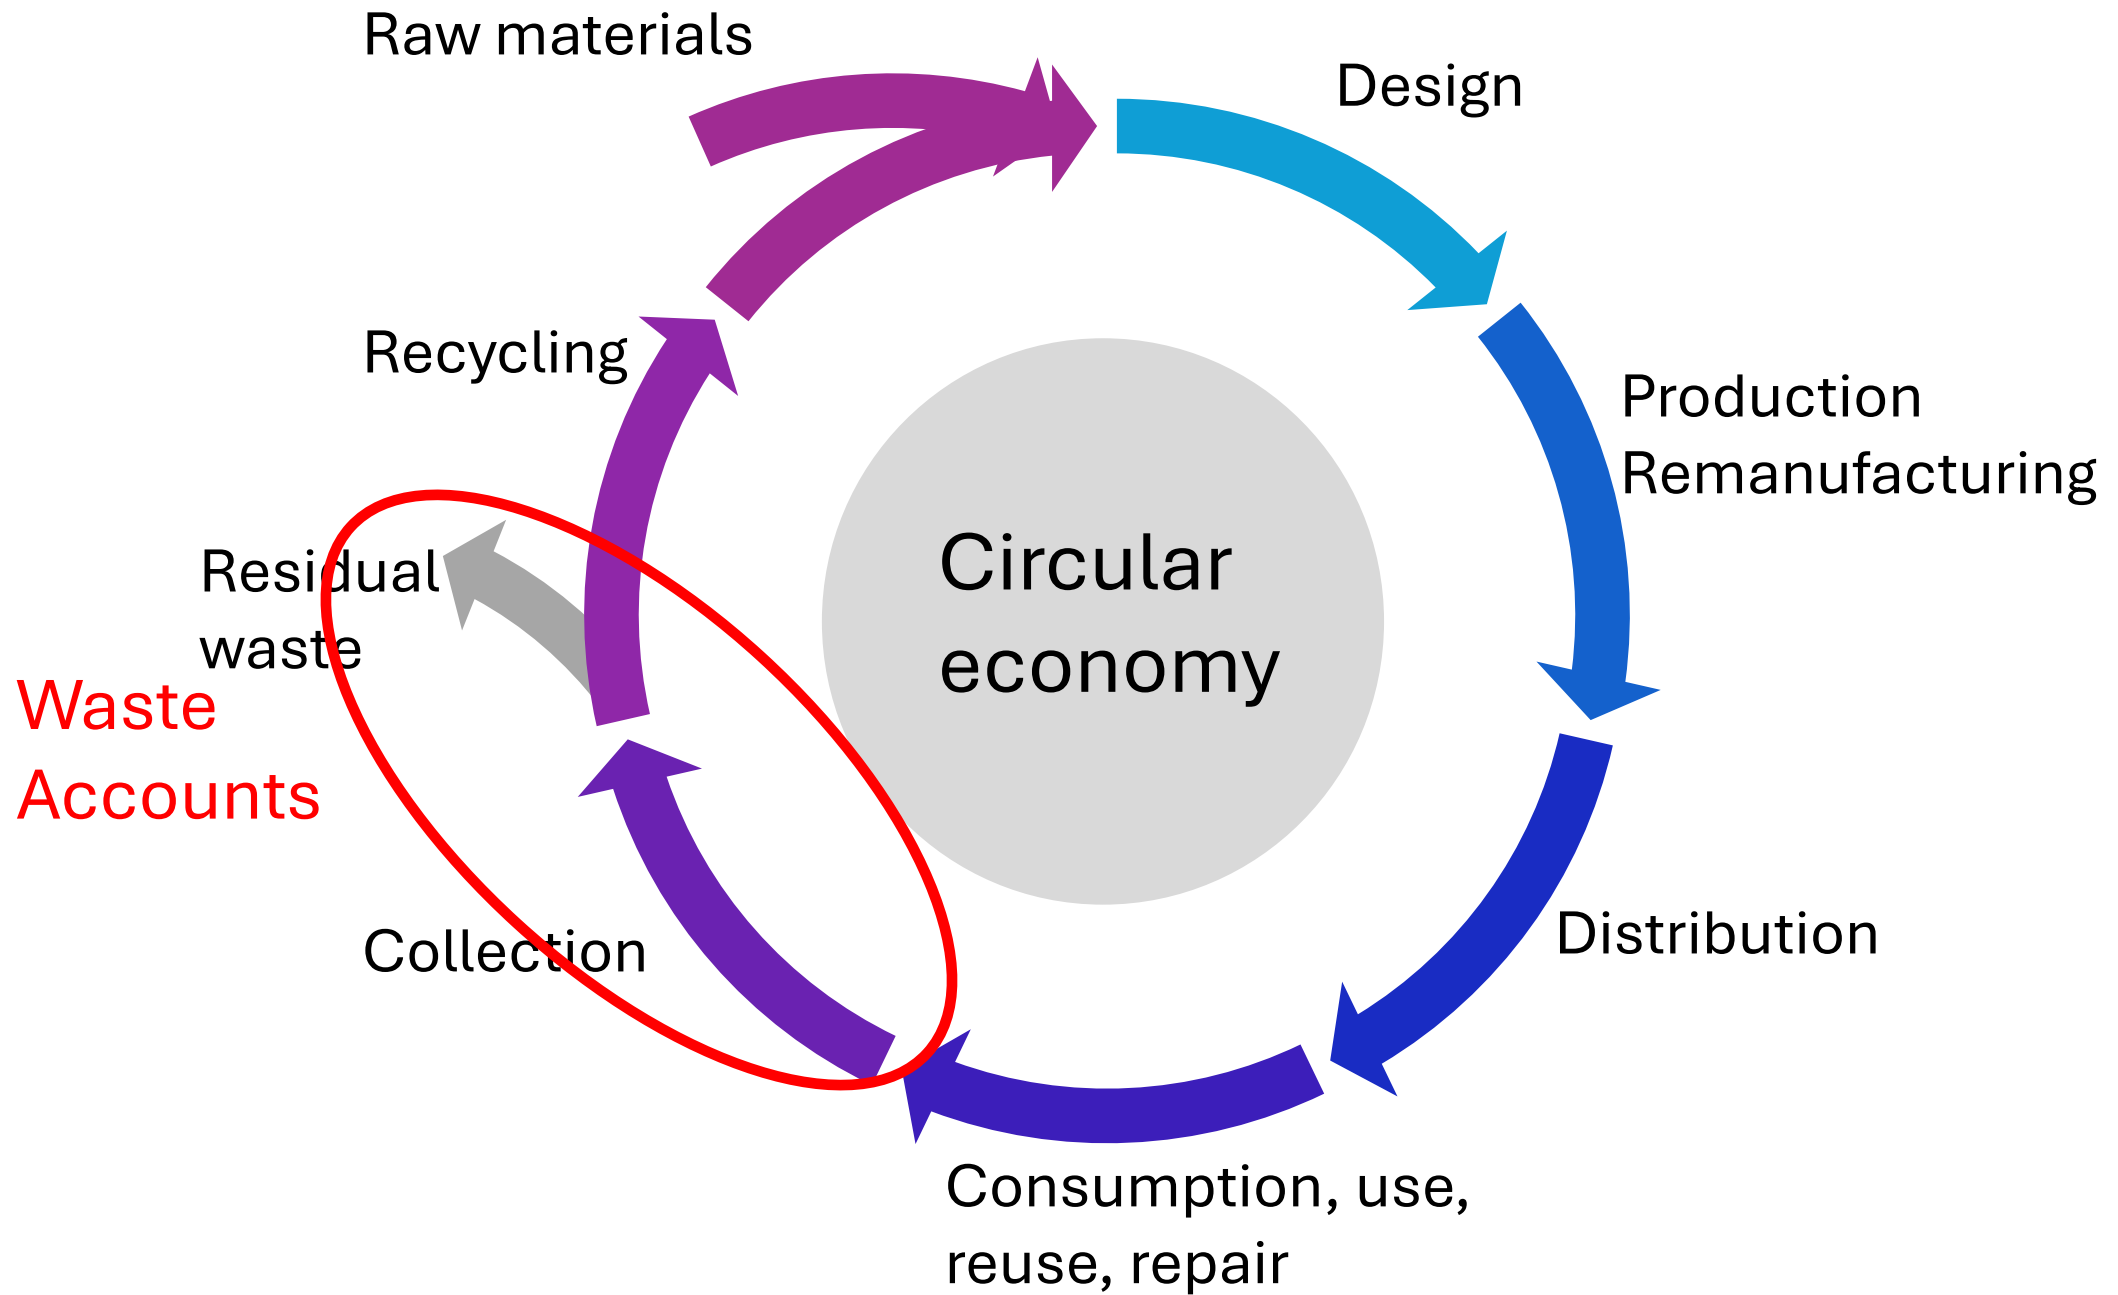 Raw materials
Design
Recycling
Production
Remanufacturing
Circular
economy
Residual
waste
Waste
Accounts
Collection
Distribution
Consumption, use,
reuse, repair